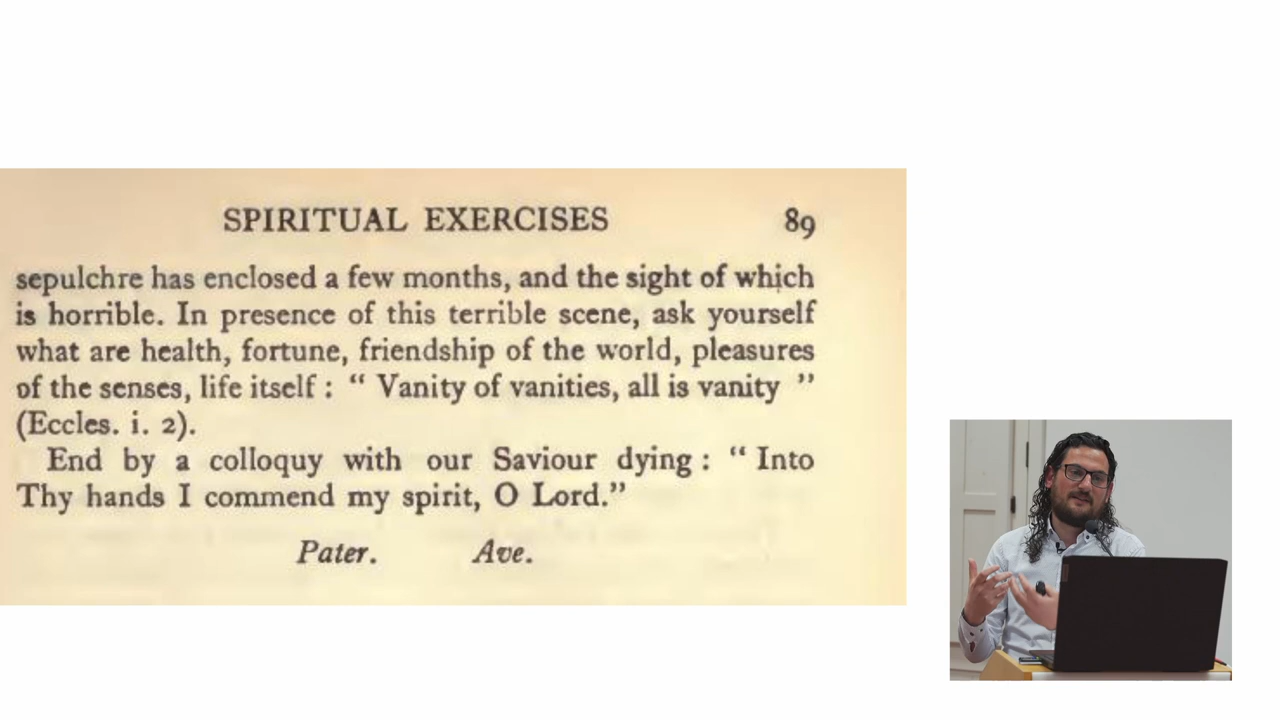 SPIRITUAL EXERCISES 89
sepulchre has enclosed a few months, and the sight of which
is horrible. In presence of this terrible scene, ask yourself
what are health, fortune, friendship of the world, pleasures
of the senses, life itself : “ Vanity of vanities, all is vanity ”
(Eccles. i. 2).
End by a colloquy with our Saviour dying : “ Into
Thy hands I commend my spirit, O Lord.”
Pater. Ave.